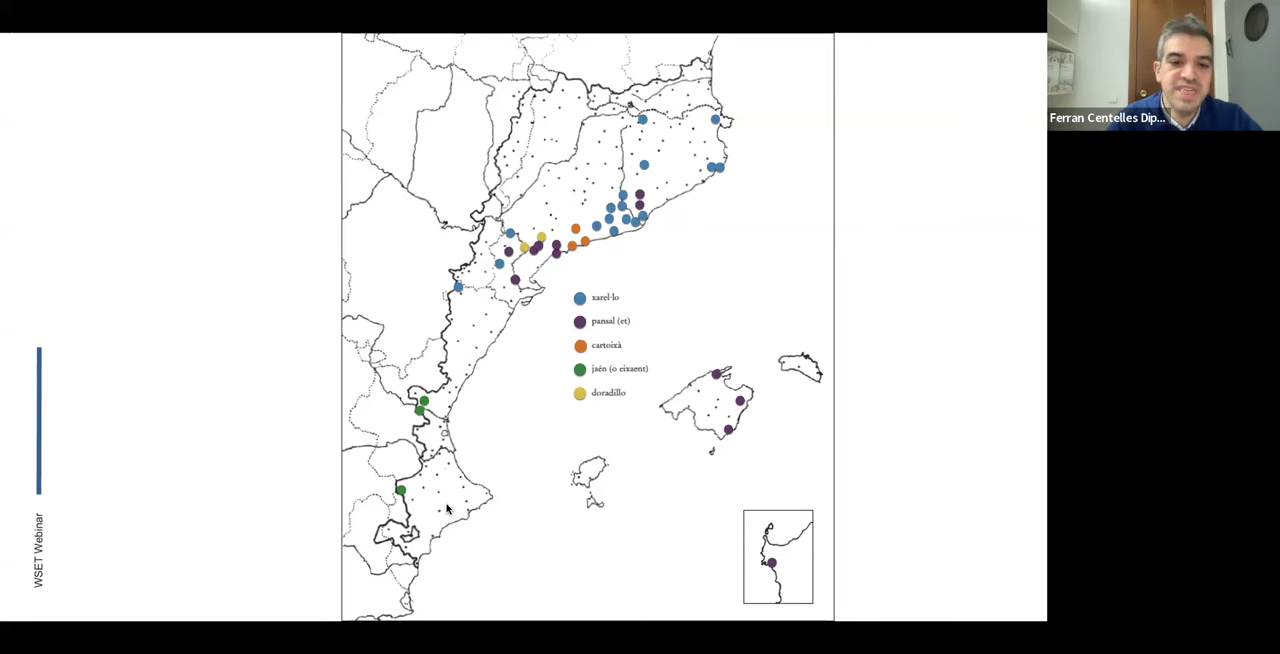 Ferran Centelles Dip...
xarel·lo
pansal (et)
cartoixà
jaén (o eixaent)
doradillo
WSET Webinar